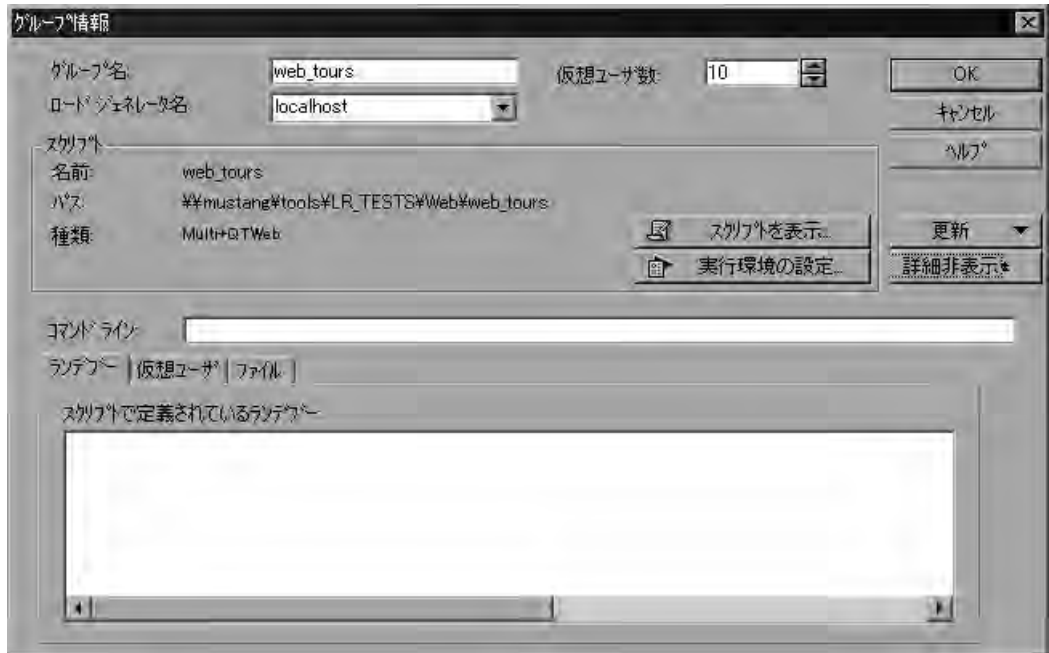 グループ情報
グループ名: web_tours 仮想ユーザ数: 10 OK
ロード ジェネレータ名 localhost キャンセル
スクリプト ヘルプ
名前: web_tours
パス: ¥¥mustang¥tools¥LR_TESTS¥Web¥web_tours
種類: Multi+QTWeb スクリプトを表示... 更新
実行環境の設定... 詳細非表示
コマンド ライン:
ランデブー 仮想ユーザ ファイル
スクリプトで定義されているランデブー